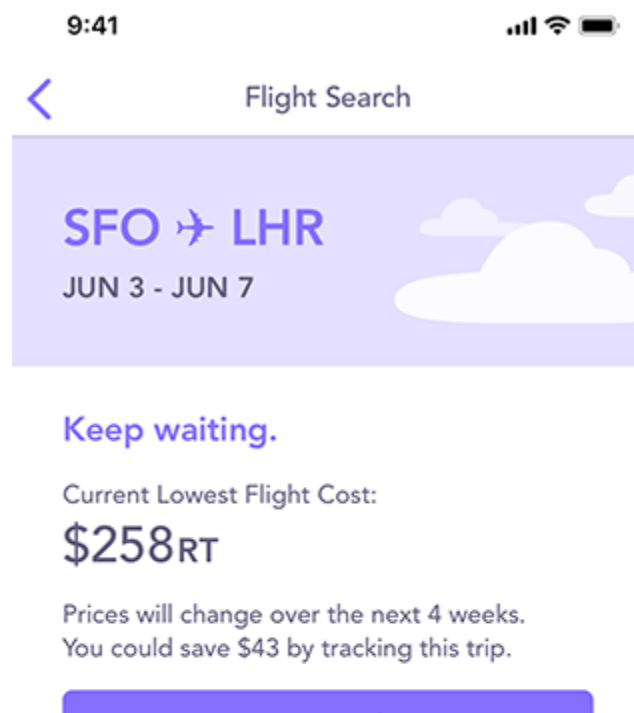 9:41
Flight Search
SFO ✈ LHR
JUN 3 - JUN 7
Keep waiting.
Current Lowest Flight Cost:
$258RT
Prices will change over the next 4 weeks.
You could save $43 by tracking this trip.